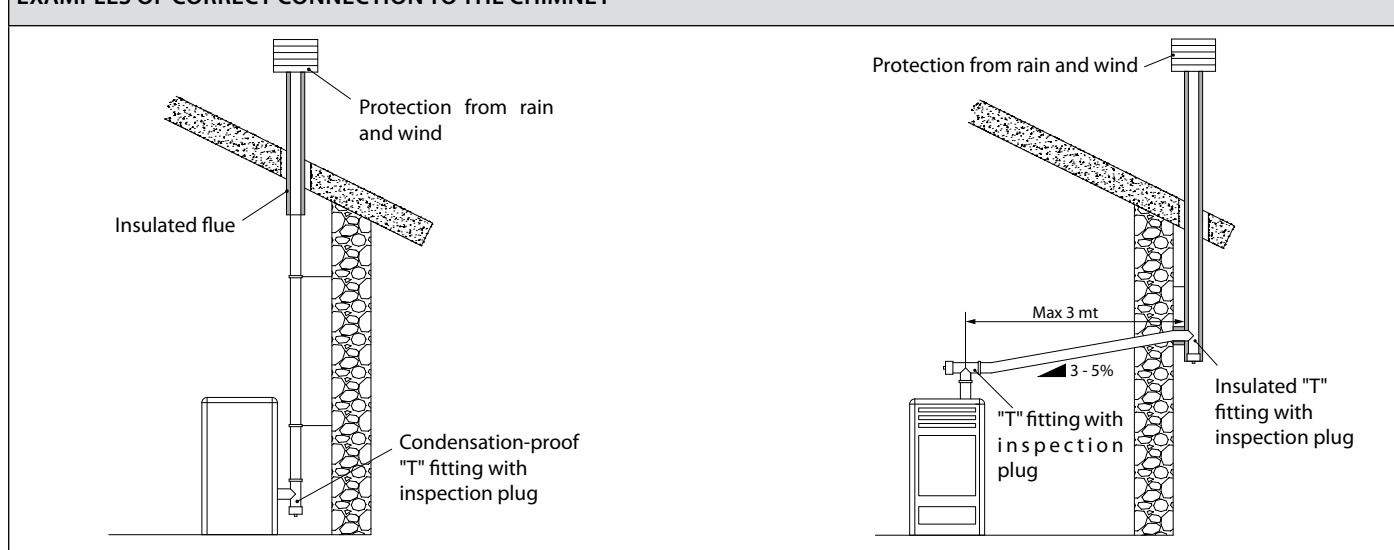 EXAMPLES OF CORRECT CONNECTION TO THE CHIMNEY
Protection from rain
and wind
Insulated flue
Condensation-proof
"T" fitting with
inspection plug
Protection from rain and wind
Max 3 mt
3 - 5%
"T" fitting with
inspection
plug
Insulated "T"
fitting with
inspection plug